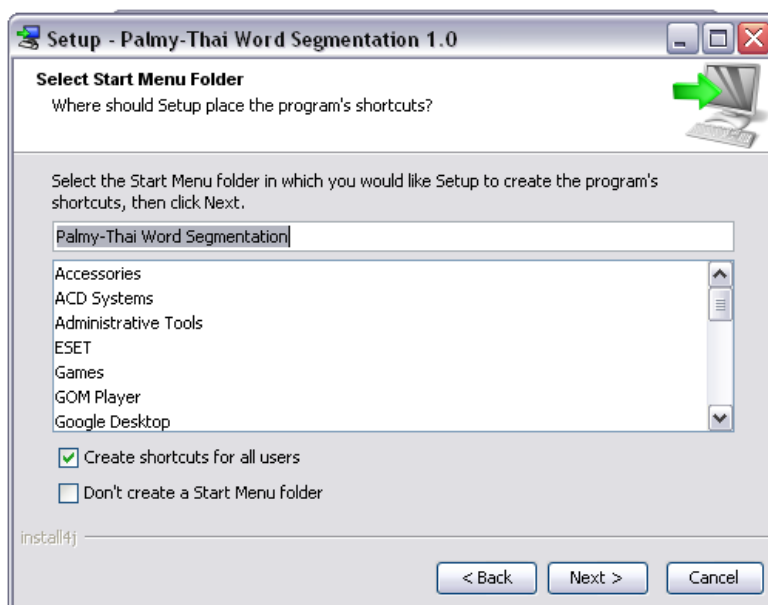 Setup - Palmy-Thai Word Segmentation 1.0
Select Start Menu Folder
Where should Setup place the program's shortcuts?
Select the Start Menu folder in which you would like Setup to create the program's
shortcuts, then click Next.
Palmy-Thai Word Segmentation
Accessories
ACD Systems
Administrative Tools
ESET
Games
GOM Player
Google Desktop
Create shortcuts for all users
Don't create a Start Menu folder
install4j
< Back Next > Cancel